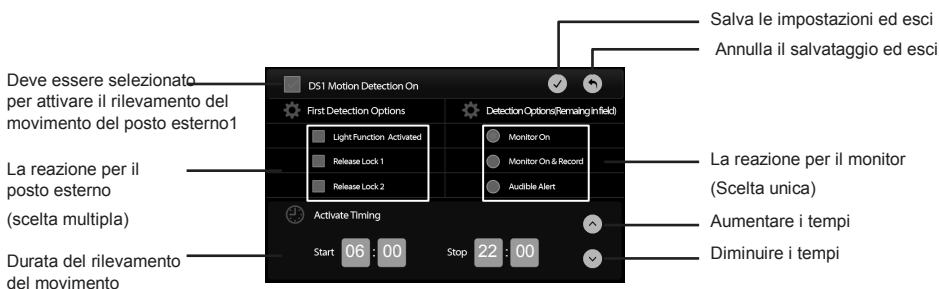 Salva le impostazioni ed esci
Annulla il salvataggio ed esci
Deve essere selezionato
per attivare il rilevamento del
movimento del posto esterno1
La reazione per il
posto esterno
(scelta multipla)
Durata del rilevamento
del movimento
DS1 Motion Detection On
First Detection Options
Detection Options(Remaing in field)
Light Function Activated
Release Lock 1
Release Lock 2
Monitor On
Monitor On & Record
Audible Alert
Activate Timing
Start 06 : 00 Stop 22 : 00
La reazione per il monitor
(Scelta unica)
Aumentare i tempi
Diminuire i tempi